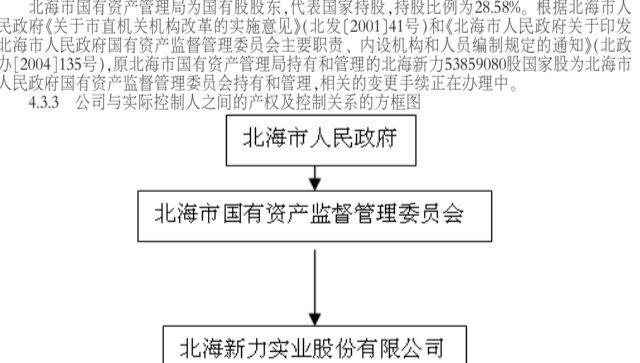 北海市国有资产管理局为国有股股东,代表国家持股,持股比例为28.58%。根据北海市人
民政府《关于市直机关机构改革的实施意见》(北发[2001]41号)和《北海市人民政府关于印发
北海市人民政府国有资产监督管理委员会主要职责、内设机构和人员编制规定的通知》(北政
办[2004]135号),原北海市国有资产管理局持有和管理的北海新力53859080股国家股为北海市
人民政府国有资产监督管理委员会持有和管理,相关的变更手续正在办理中。
4.3.3 公司与实际控制人之间的产权及控制关系的方框图
北海市人民政府
北海市国有资产监督管理委员会
北海新力实业股份有限公司